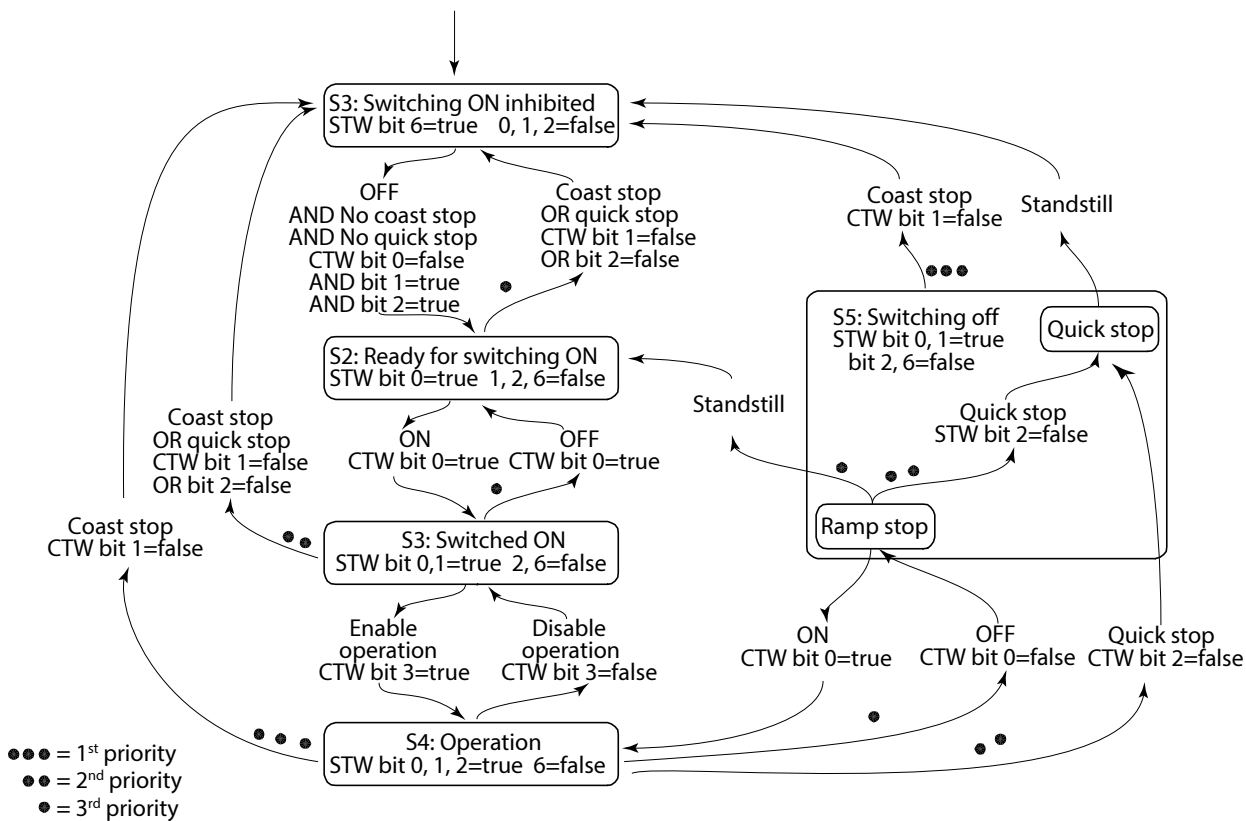 S3: Switching ON inhibited
STW bit 6=true 0, 1, 2=false
OFF
AND No coast stop
AND No quick stop
CTW bit 0=false
AND bit 1=true
AND bit 2=true
Coast stop
OR quick stop
CTW bit 1=false
OR bit 2=false
Coast stop
CTW bit 1=false
Standstill
S2: Ready for switching ON
STW bit 0=true 1, 2, 6=false
S5: Switching off
STW bit 0, 1=true
bit 2, 6=false
Quick stop
Standstill
Quick stop
STW bit 2=false
Coast stop
OR quick stop
CTW bit 1=false
OR bit 2=false
ON
CTW bit 0=true
OFF
CTW bit 0=true
Ramp stop
Coast stop
CTW bit 1=false
S3: Switched ON
STW bit 0,1=true 2, 6=false
Enable
operation
CTW bit 3=true
Disable
operation
CTW bit 3=false
ON
CTW bit 0=true
OFF
CTW bit 0=false
Quick stop
CTW bit 2=false
S4: Operation
STW bit 0, 1, 2=true 6=false
= 1st priority
= 2nd priority
= 3rd priority